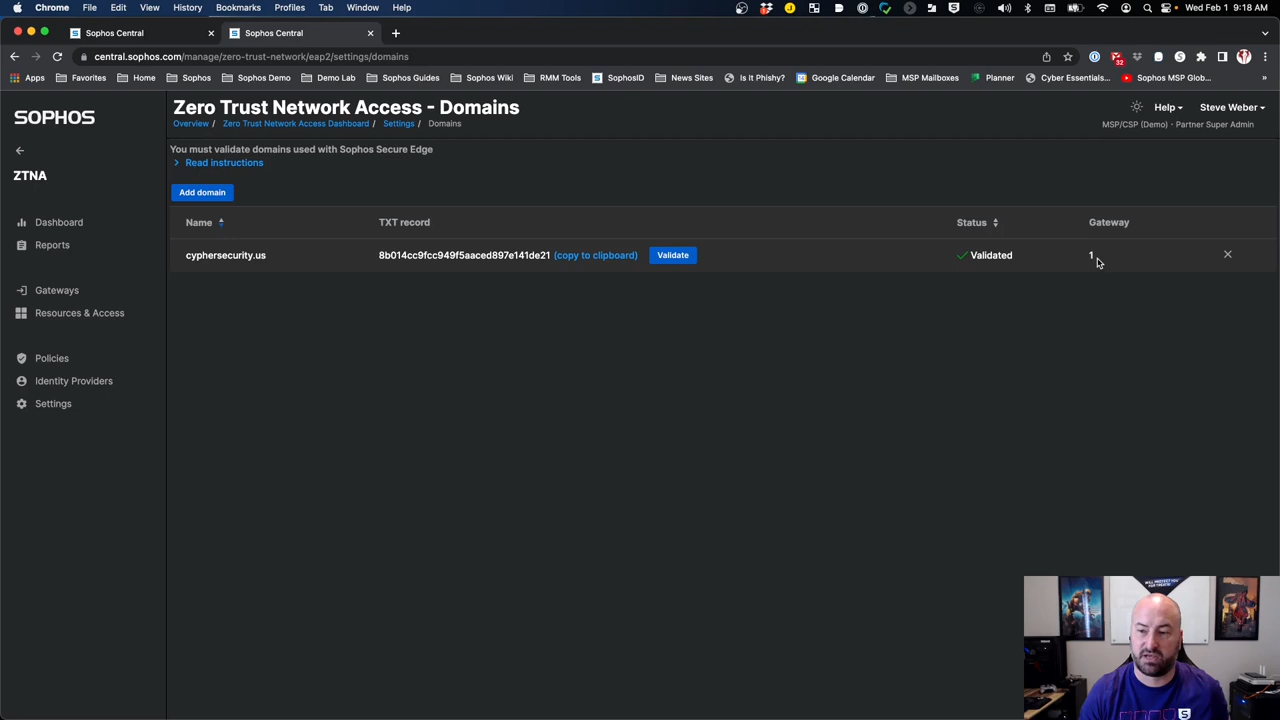 Chrome File Edit View History Bookmarks Profiles Tab Window Help Wed Feb 1 9:18 AM
Sophos Central Sophos Central
central.sophos.com/manage/zero-trust-network/eap2/settings/domains
Apps Favorites Home Sophos Sophos Demo Demo Lab Sophos Guides Sophos Wiki RMM Tools SophosID News Sites Is It Phishy? Google Calendar MSP Mailboxes Planner Cyber Essentials... Sophos MSP Glob... »
32
SOPHOS
ZTNA
Dashboard
Reports
Gateways
Resources & Access
Policies
Identity Providers
Settings
Zero Trust Network Access - Domains
Overview / Zero Trust Network Access Dashboard / Settings / Domains
Help Steve Weber
MSP/CSP (Demo) • Partner Super Admin
You must validate domains used with Sophos Secure Edge
Read instructions
Add domain
Name TXT record Status Gateway
cyphersecurity.us 8b014cc9fcc949f5aaced897e141de21 (copy to clipboard) Validate Validated 1